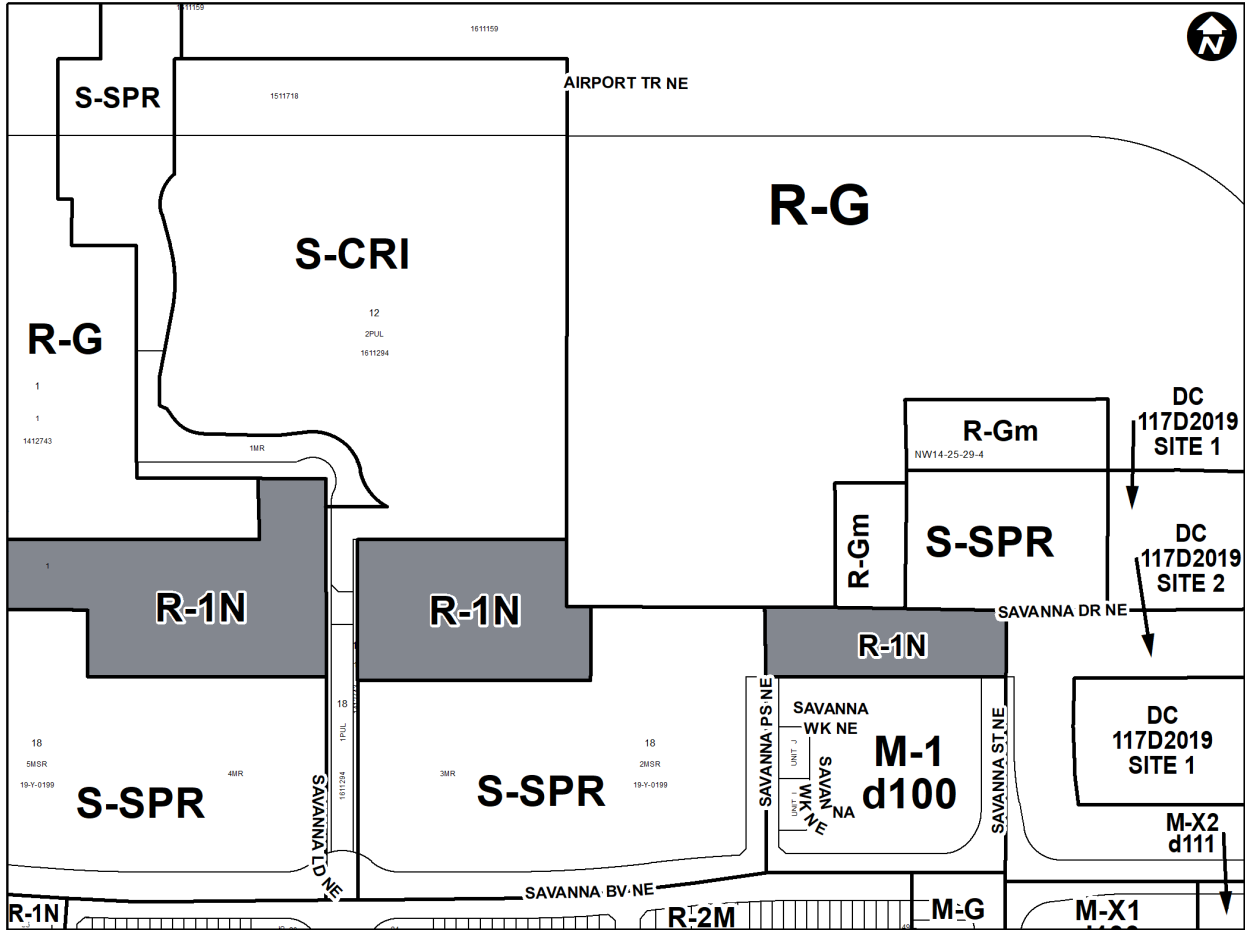 1611159
1611159
N
AIRPORT TR NE
S-SPR
1511718
R-G
S-CRI
12
2PUL
1611294
R-G
1
1
1412743
DC
117D2019
SITE 1
R-Gm
NW14-25-29-4
1MR
R-Gm
S-SPR
DC
117D2019
SITE 2
1
R-1N
R-1N
SAVANNA DR NE
R-1N
18
1PUL
1611294
SAVANNA PS NE
SAVANNA
WK NE
UNIT J
SAVANNA
WK NE
UNIT I
M-1
d100
SAVANNA ST NE
DC
117D2019
SITE 1
18
5MSR
19-Y-0199
4MR
S-SPR
SAVANNA LD NE
3MR
S-SPR
18
2MSR
19-Y-0199
M-X2
d111
SAVANNA BV NE
R-1N
R-2M
M-G
M-X1